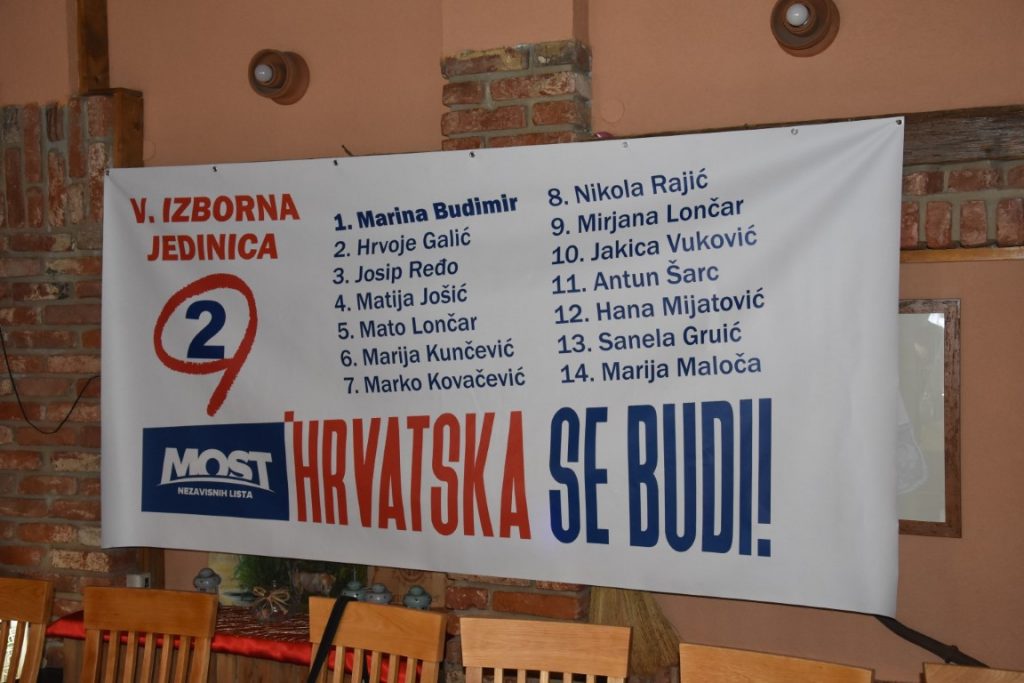 V. IZBORNA
JEDINICA
2
1. Marina Budimir
2. Hrvoje Galić
3. Josip Ređo
4. Matija Jošić
5. Mato Lončar
6. Marija Kunčević
7. Marko Kovačević
8. Nikola Rajić
9. Mirjana Lončar
10. Jakica Vuković
11. Antun Šarc
12. Hana Mijatović
13. Sanela Gruić
14. Marija Maloča
MOST
NEZAVISNIH LISTA
HRVATSKA SE BUDI!